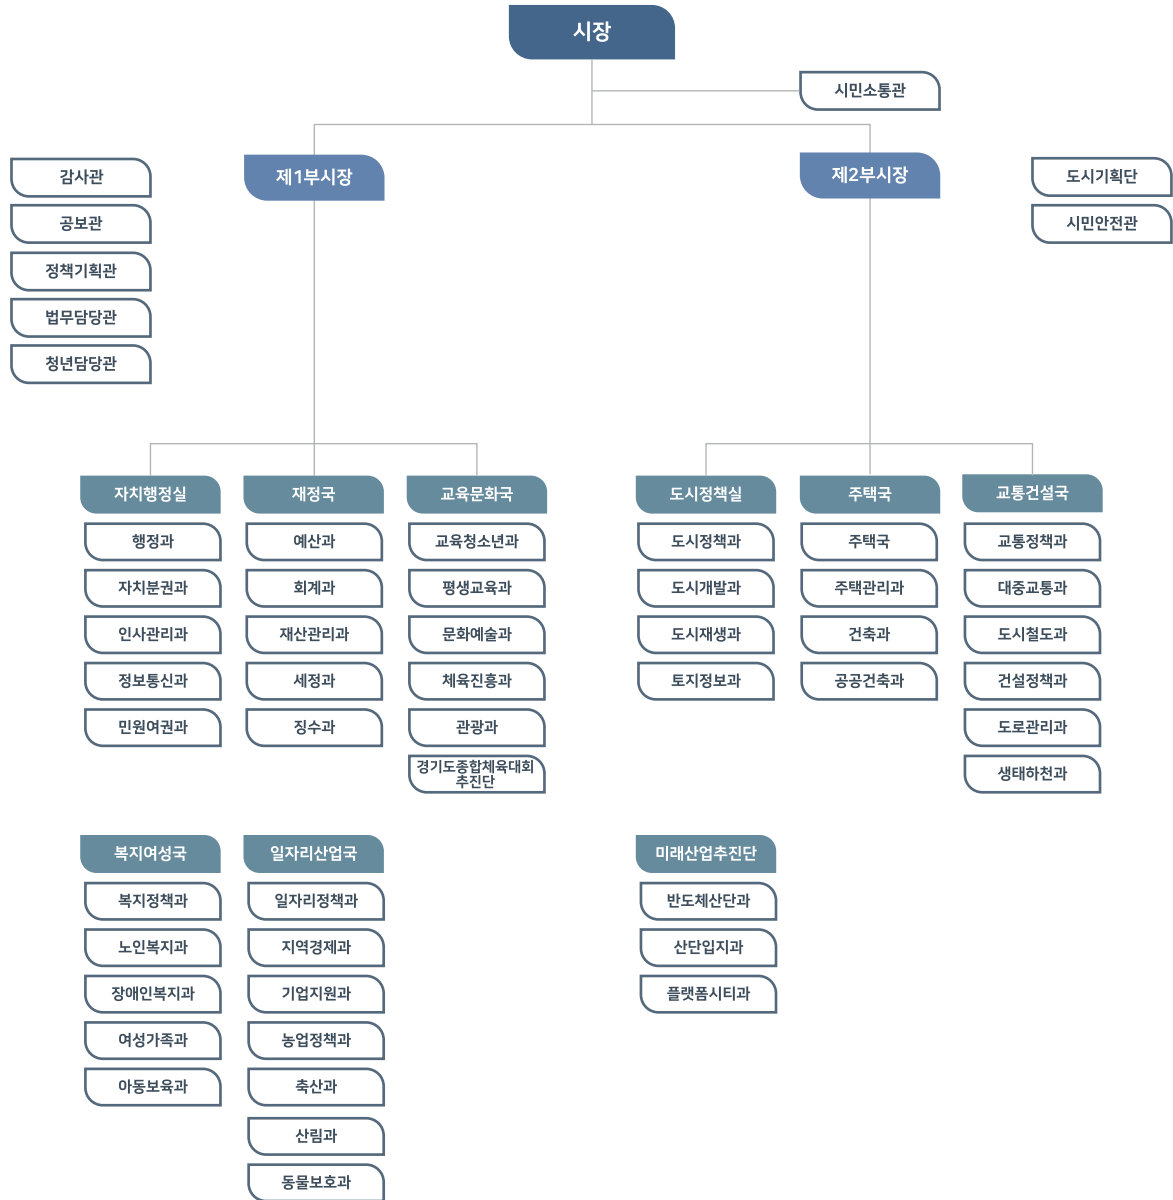 시장
시민소통관
제1부시장
제2부시장
감사관
공보관
정책기획관
법무담당관
청년담당관
도시기획단
시민안전관
자치행정실
행정과
자치분권과
인사관리과
정보통신과
민원여권과
재정국
예산과
회계과
재산관리과
세정과
징수과
교육문화국
교육청소년과
평생교육과
문화예술과
체육진흥과
관광과
경기도종합체육대회
추진단
도시정책실
도시정책과
도시개발과
도시재생과
토지정보과
주택국
주택국
주택관리과
건축과
공공건축과
교통건설국
교통정책과
대중교통과
도시철도과
건설정책과
도로관리과
생태하천과
복지여성국
복지정책과
노인복지과
장애인복지과
여성가족과
아동보육과
일자리산업국
일자리정책과
지역경제과
기업지원과
농업정책과
축산과
산림과
동물보호과
미래산업추진단
반도체산단과
산단입지과
플랫폼시티과